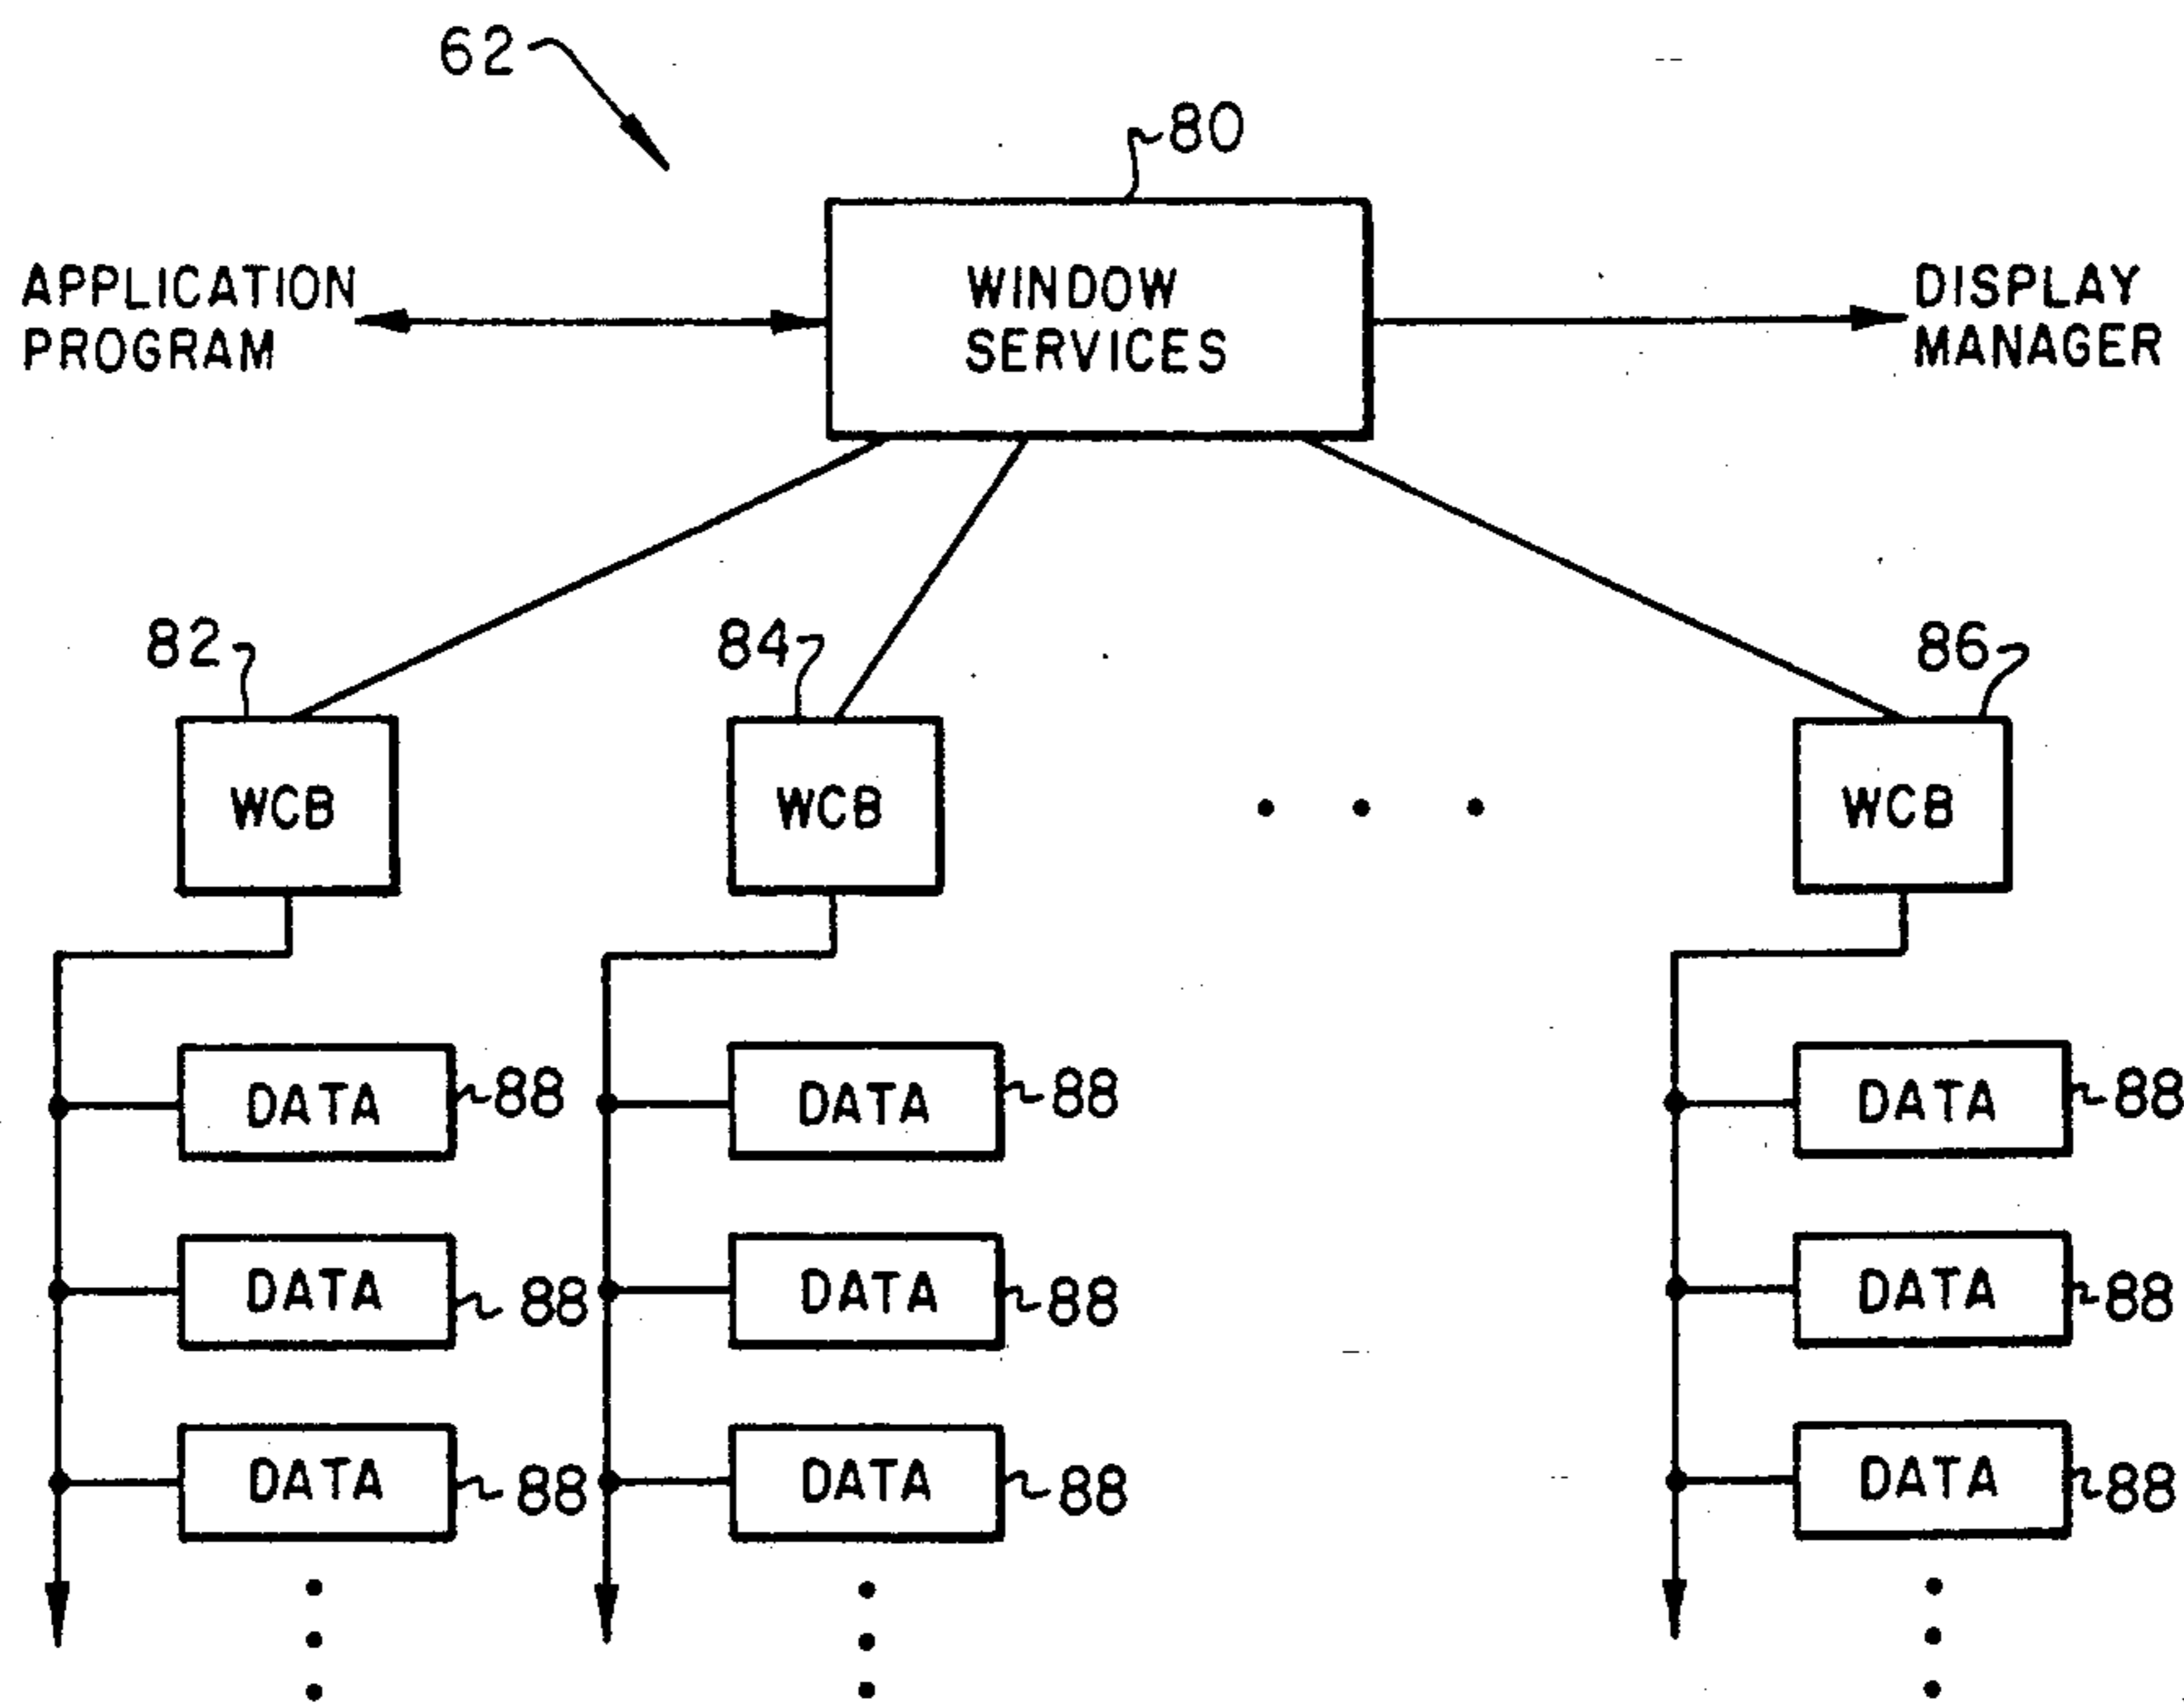 62
80
APPLICATION
PROGRAM
WINDOW
SERVICES
DISPLAY
MANAGER
82
84
86
WCB
WCB
WCB
DATA
88
DATA
88
DATA
88
DATA
88
DATA
88
DATA
88
DATA
88
DATA
88
DATA
88